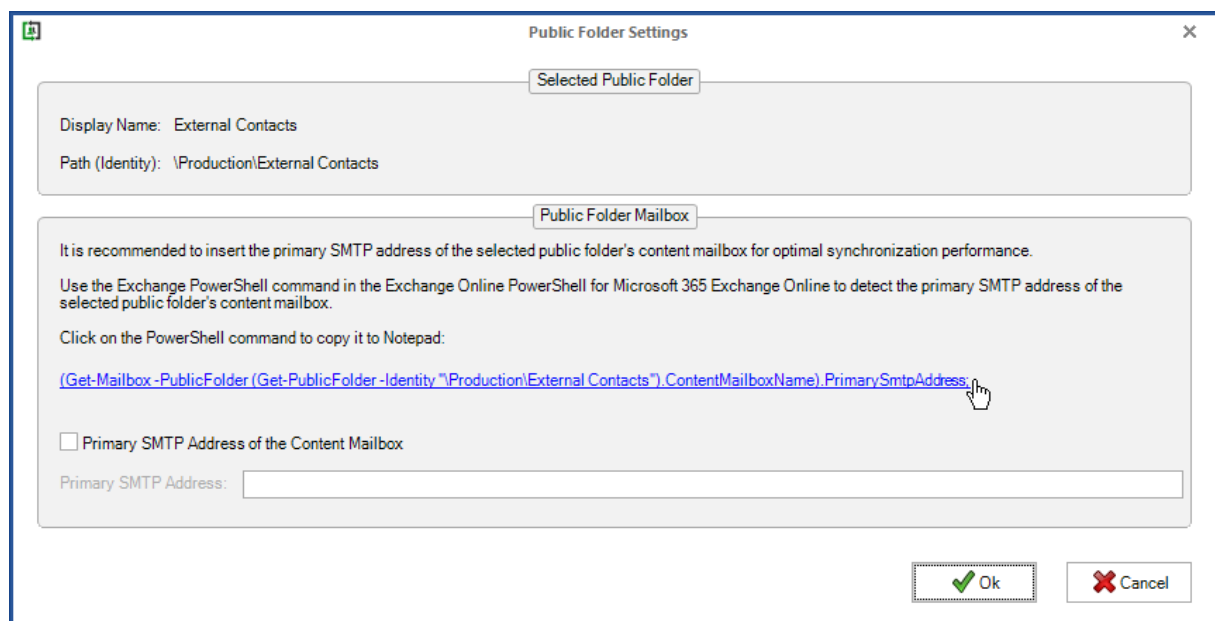 Public Folder Settings
Selected Public Folder
Display Name: External Contacts
Path (Identity): \Production\External Contacts
Public Folder Mailbox
It is recommended to insert the primary SMTP address of the selected public folder's content mailbox for optimal synchronization performance.
Use the Exchange PowerShell command in the Exchange Online PowerShell for Microsoft 365 Exchange Online to detect the primary SMTP address of the
selected public folder's content mailbox.
Click on the PowerShell command to copy it to Notepad:
(Get-Mailbox -PublicFolder (Get-PublicFolder -Identity "\Production\External Contacts").ContentMailboxName).PrimarySmtpAddress;
Primary SMTP Address of the Content Mailbox
Primary SMTP Address:
Ok
Cancel